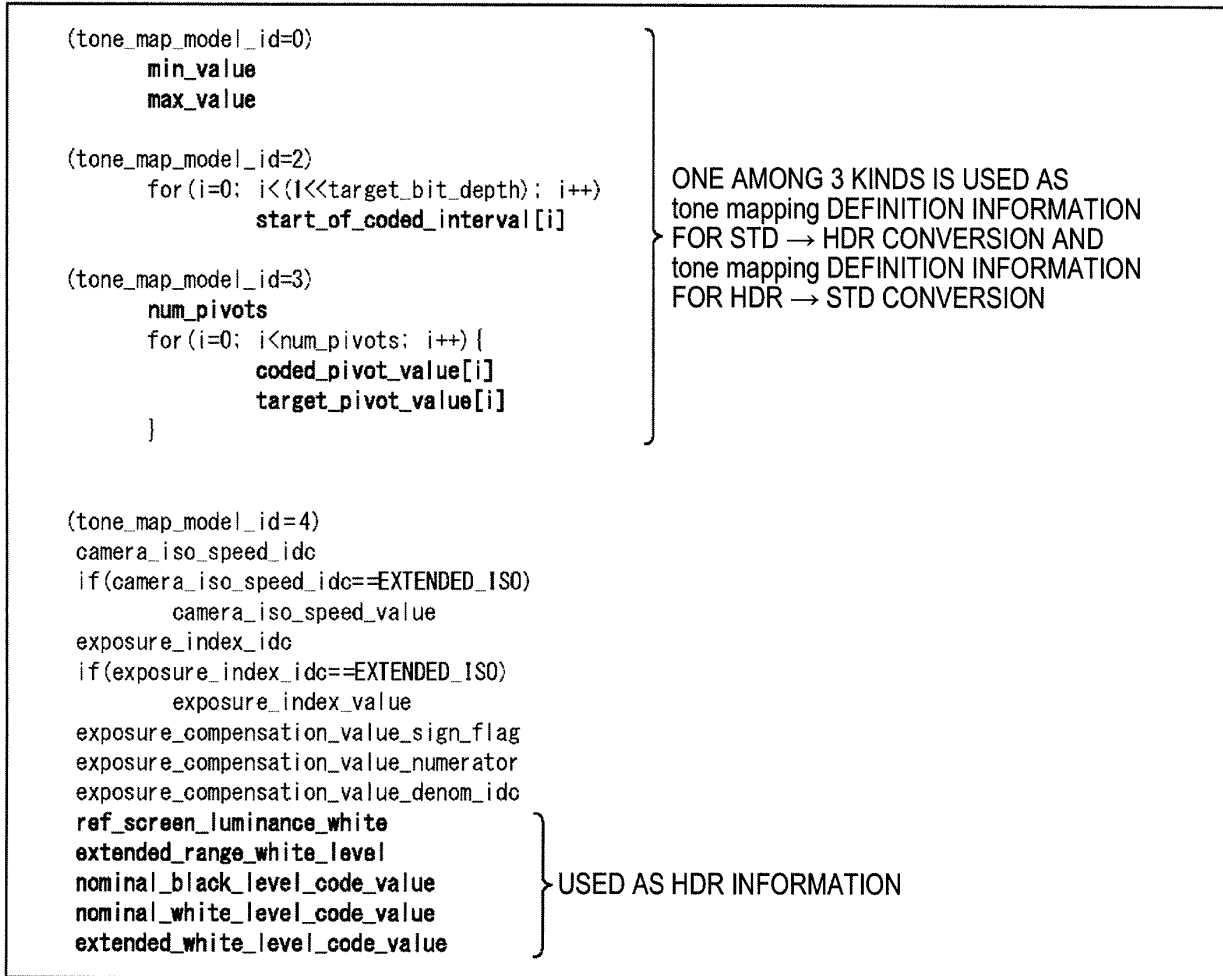 (tone_map_model_id=0)
min_value
max_value
(tone_map_model_id=2)
for(i=0; i<(1<<target_bit_depth); i++)
start_of_coded_interval[i]
(tone_map_model_id=3)
num_pivots
for(i=0; i<num_pivots; i++){
coded_pivot_value[i]
target_pivot_value[i]
}
ONE AMONG 3 KINDS IS USED AS
tone mapping DEFINITION INFORMATION
FOR STD → HDR CONVERSION AND
tone mapping DEFINITION INFORMATION
FOR HDR → STD CONVERSION
(tone_map_model_id=4)
camera_iso_speed_idc
if(camera_iso_speed_idc==EXTENDED_ISO)
camera_iso_speed_value
exposure_index_idc
if(exposure_index_idc==EXTENDED_ISO)
exposure_index_value
exposure_compensation_value_sign_flag
exposure_compensation_value_numerator
exposure_compensation_value_denom_idc
ref_screen_luminance_white
extended_range_white_level
nominal_black_level_code_value
nominal_white_level_code_value
extended_white_level_code_value
USED AS HDR INFORMATION